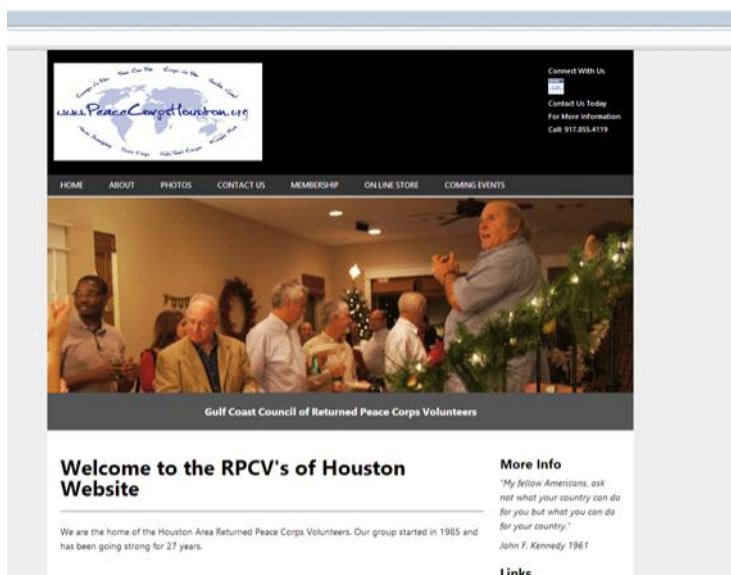 www.PeaceCorpsHouston.org
Connect With Us
Contact Us Today
For More Information
Call: 917.855.4119
HOME ABOUT PHOTOS CONTACT US MEMBERSHIP ON LINE STORE COMING EVENTS
Gulf Coast Council of Returned Peace Corps Volunteers
Welcome to the RPCV's of Houston
Website
We are the home of the Houston Area Returned Peace Corps Volunteers. Our group started in 1985 and
has been going strong for 27 years.
More Info
"My fellow Americans, ask
not what your country can do
for you but what you can do
for your country."
John F. Kennedy 1961
Links